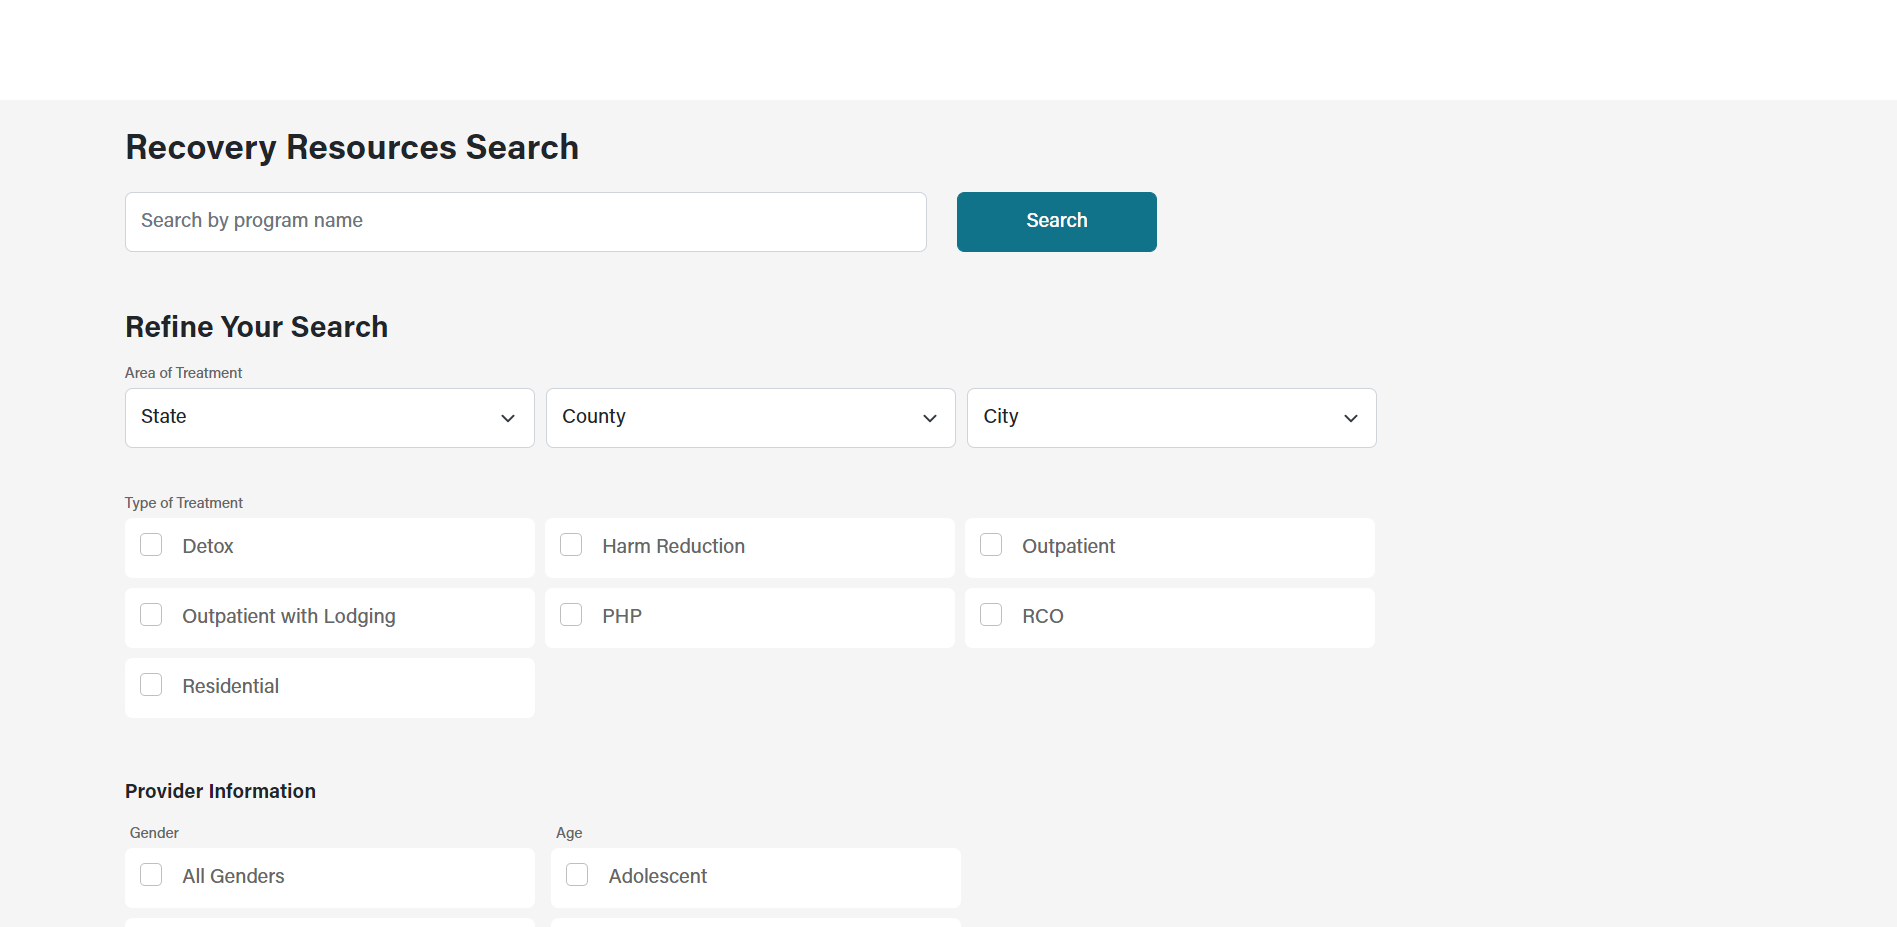 Recovery Resources Search
Search by program name
Search
Refine Your Search
Area of Treatment
State
County
City
Type of Treatment
Detox
Harm Reduction
Outpatient
Outpatient with Lodging
PHP
RCO
Residential
Provider Information
Gender
Age
All Genders
Adolescent